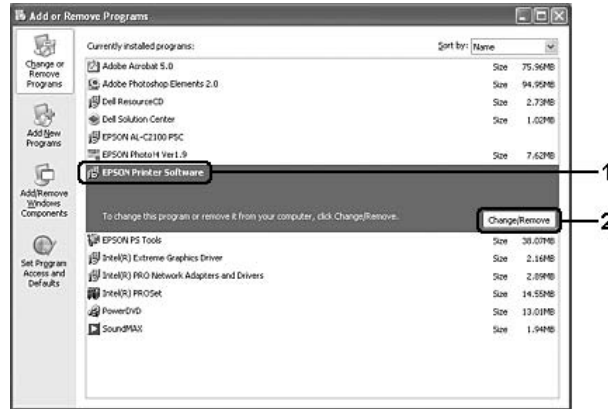 Add or Remove Programs
Change or
Remove
Programs
Add New
Programs
Add/Remove
Windows
Components
Set Program
Access and
Defaults
Currently installed programs:
Sort by: Name
Adobe Acrobat 5.0 Size 75.96MB
Adobe Photoshop Elements 2.0 Size 94.95MB
Dell ResourceCD Size 2.73MB
Dell Solution Center Size 1.02MB
EPSON AL-C2100 PSC
EPSON Photo!4 Ver1.9 Size 7.62MB
EPSON Printer Software 1
To change this program or remove it from your computer, click Change/Remove.
Change/Remove 2
EPSON PS Tools Size 38.07MB
Intel(R) Extreme Graphics Driver Size 2.16MB
Intel(R) PRO Network Adapters and Drivers Size 2.89MB
Intel(R) PROSet Size 14.55MB
PowerDVD Size 13.01MB
SoundMAX Size 1.94MB